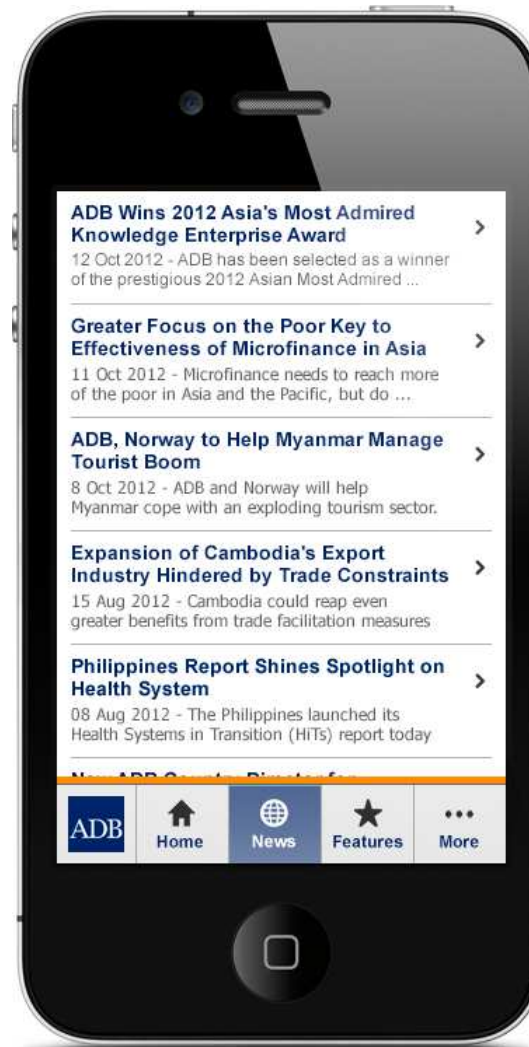 ADB Wins 2012 Asia's Most Admired
Knowledge Enterprise Award
12 Oct 2012 - ADB has been selected as a winner
of the prestigious 2012 Asian Most Admired ...
Greater Focus on the Poor Key to
Effectiveness of Microfinance in Asia
11 Oct 2012 - Microfinance needs to reach more
of the poor in Asia and the Pacific, but do ...
ADB, Norway to Help Myanmar Manage
Tourist Boom
8 Oct 2012 - ADB and Norway will help
Myanmar cope with an exploding tourism sector.
Expansion of Cambodia's Export
Industry Hindered by Trade Constraints
15 Aug 2012 - Cambodia could reap even
greater benefits from trade facilitation measures
Philippines Report Shines Spotlight on
Health System
08 Aug 2012 - The Philippines launched its
Health Systems in Transition (HiTs) report today
New ADB Country Director for
ADB
Home
News
Features
More